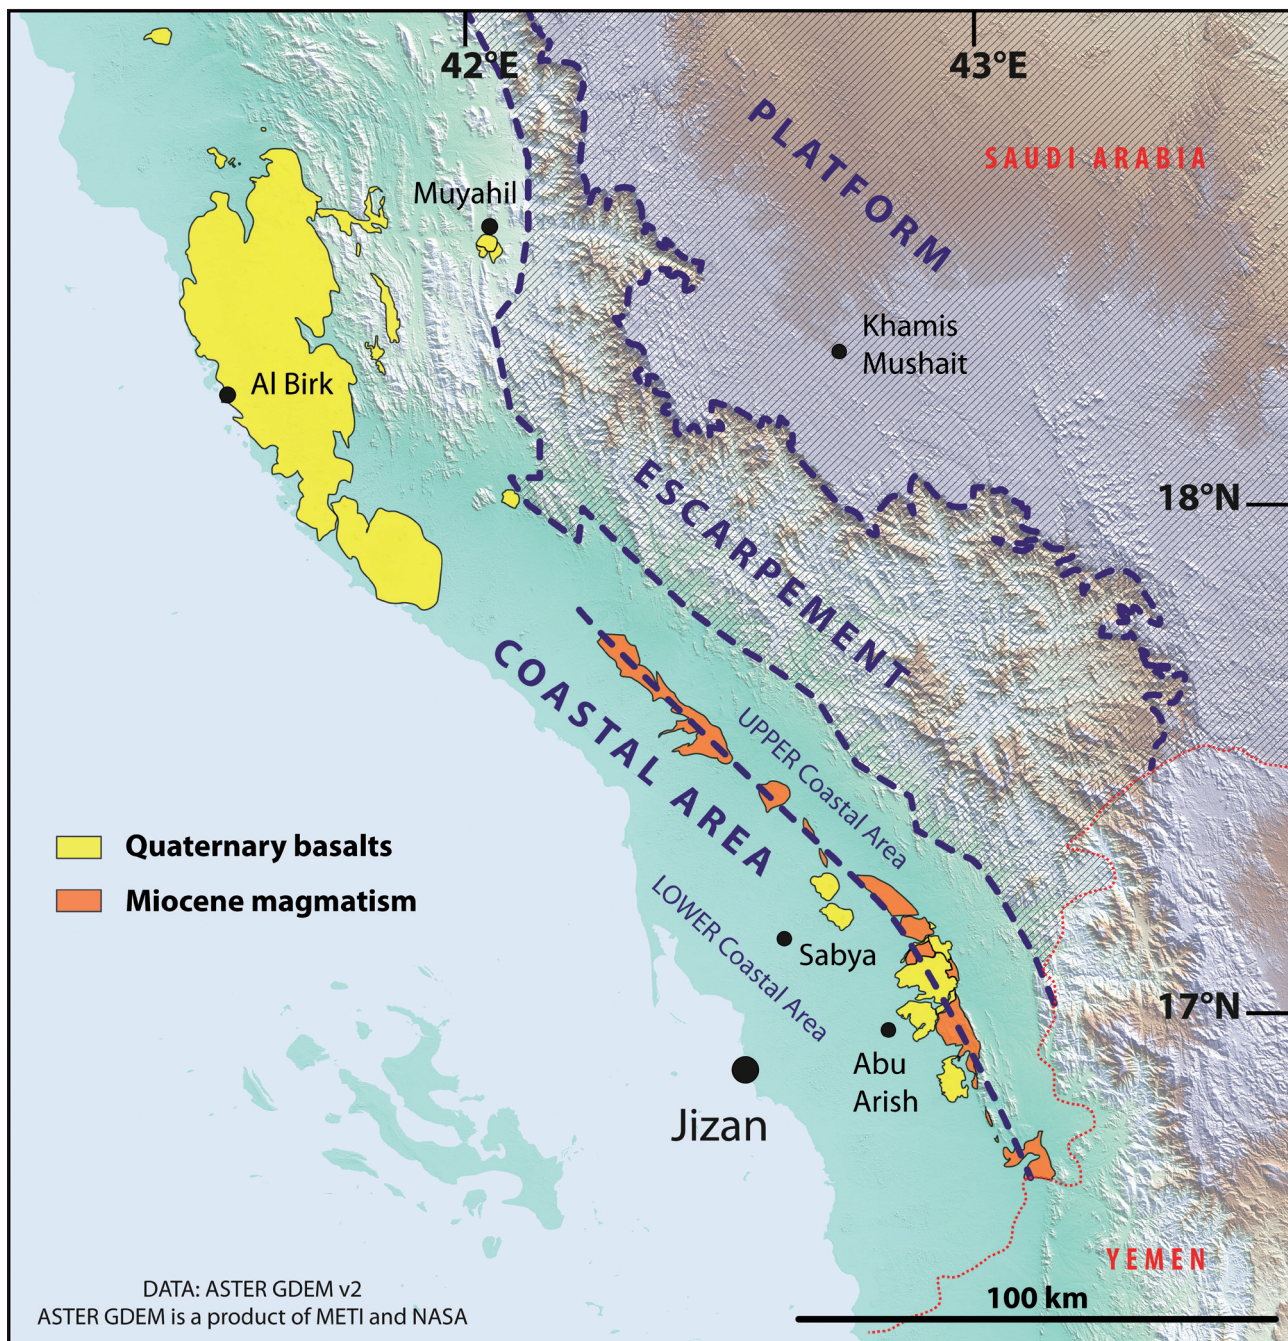 42°E
43°E
PLATFORM
SAUDI ARABIA
Muyahil
Khamis
Mushait
Al Birk
ESCARPEMENT
18°N
COASTAL AREA
UPPER Coastal Area
Quaternary basalts
Miocene magmatism
LOWER Coastal Area
Sabya
17°N
Abu
Arish
Jizan
YEMEN
DATA: ASTER GDEM v2
ASTER GDEM is a product of METI and NASA
100 km